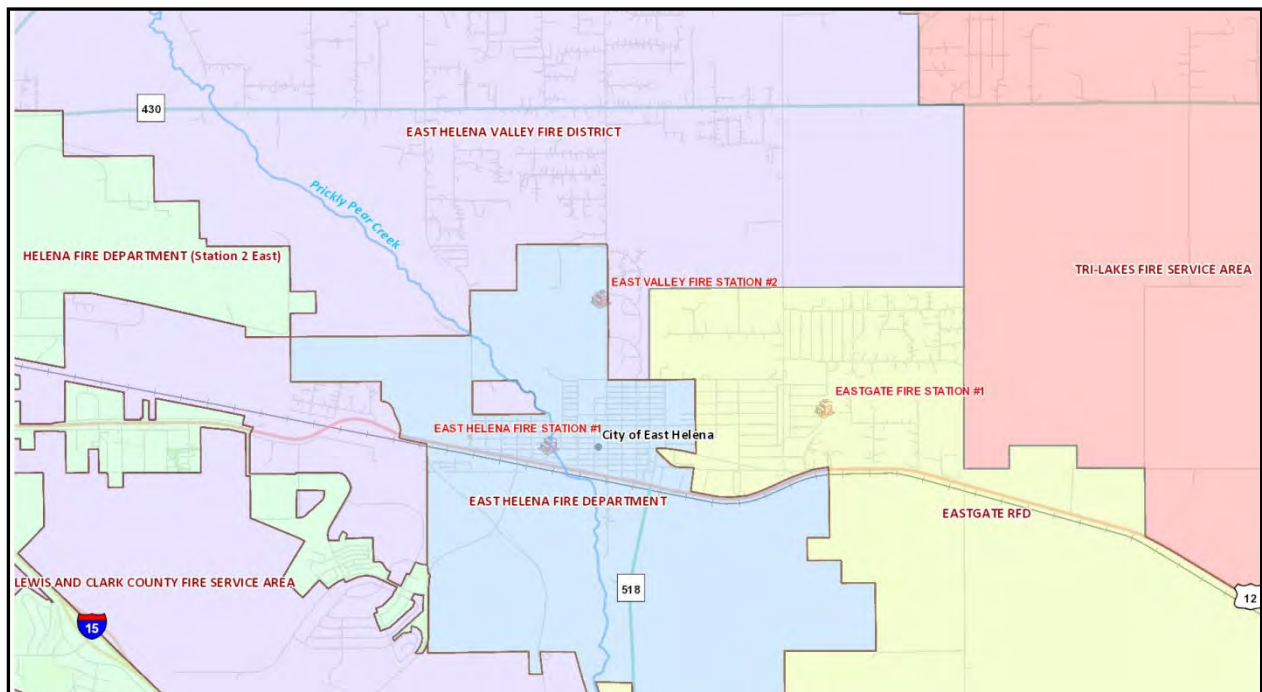 430
EAST HELENA VALLEY FIRE DISTRICT
Prickly Pear Creek
HELENA FIRE DEPARTMENT (Station 2 East)
TRI-LAKES FIRE SERVICE AREA
EAST VALLEY FIRE STATION #2
EASTGATE FIRE STATION #1
EAST HELENA FIRE STATION #1
City of East Helena
EAST HELENA FIRE DEPARTMENT
EASTGATE RFD
LEWIS AND CLARK COUNTY FIRE SERVICE AREA
518
12
15